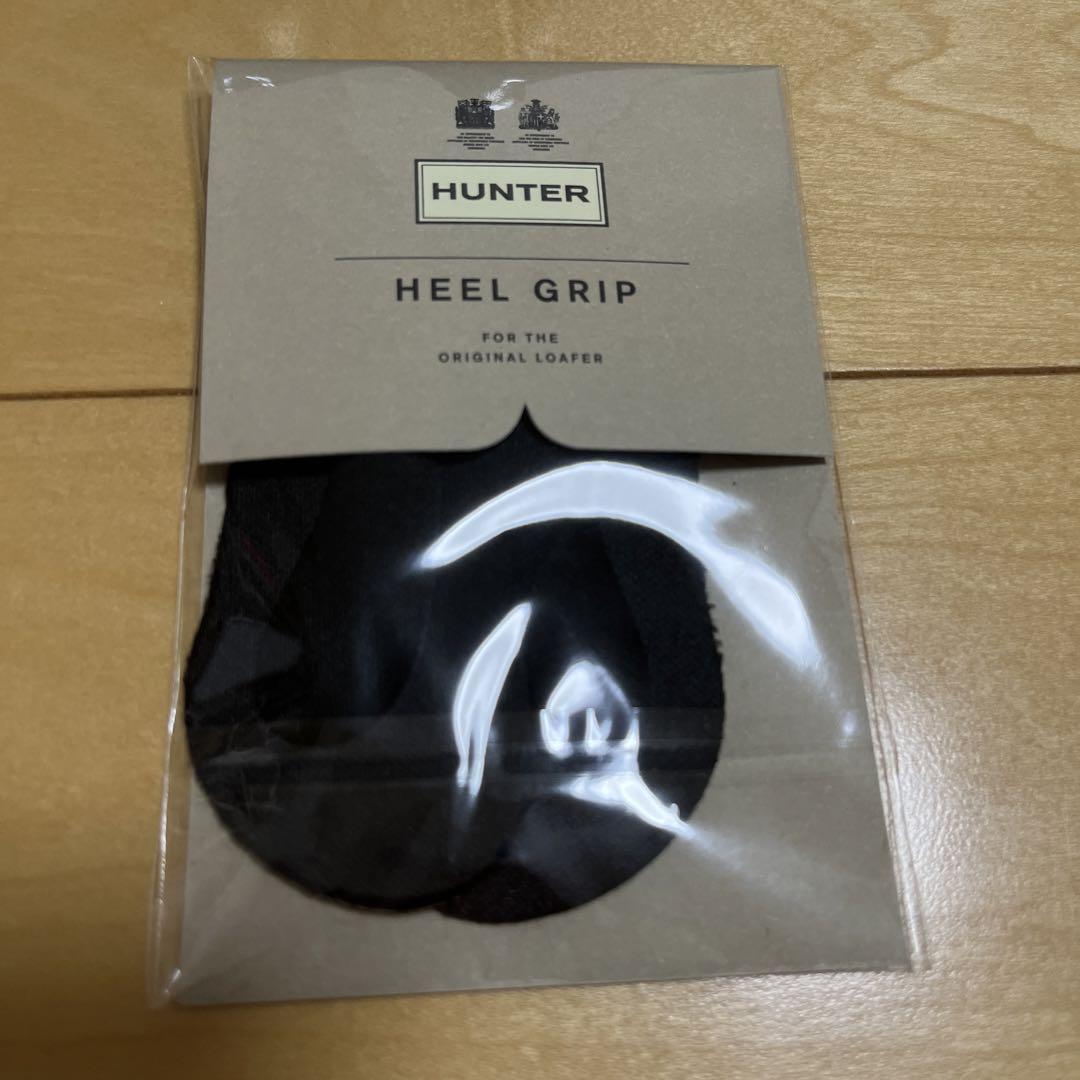 HUNTER
HEEL GRIP
FOR THE
ORIGINAL LOAFER